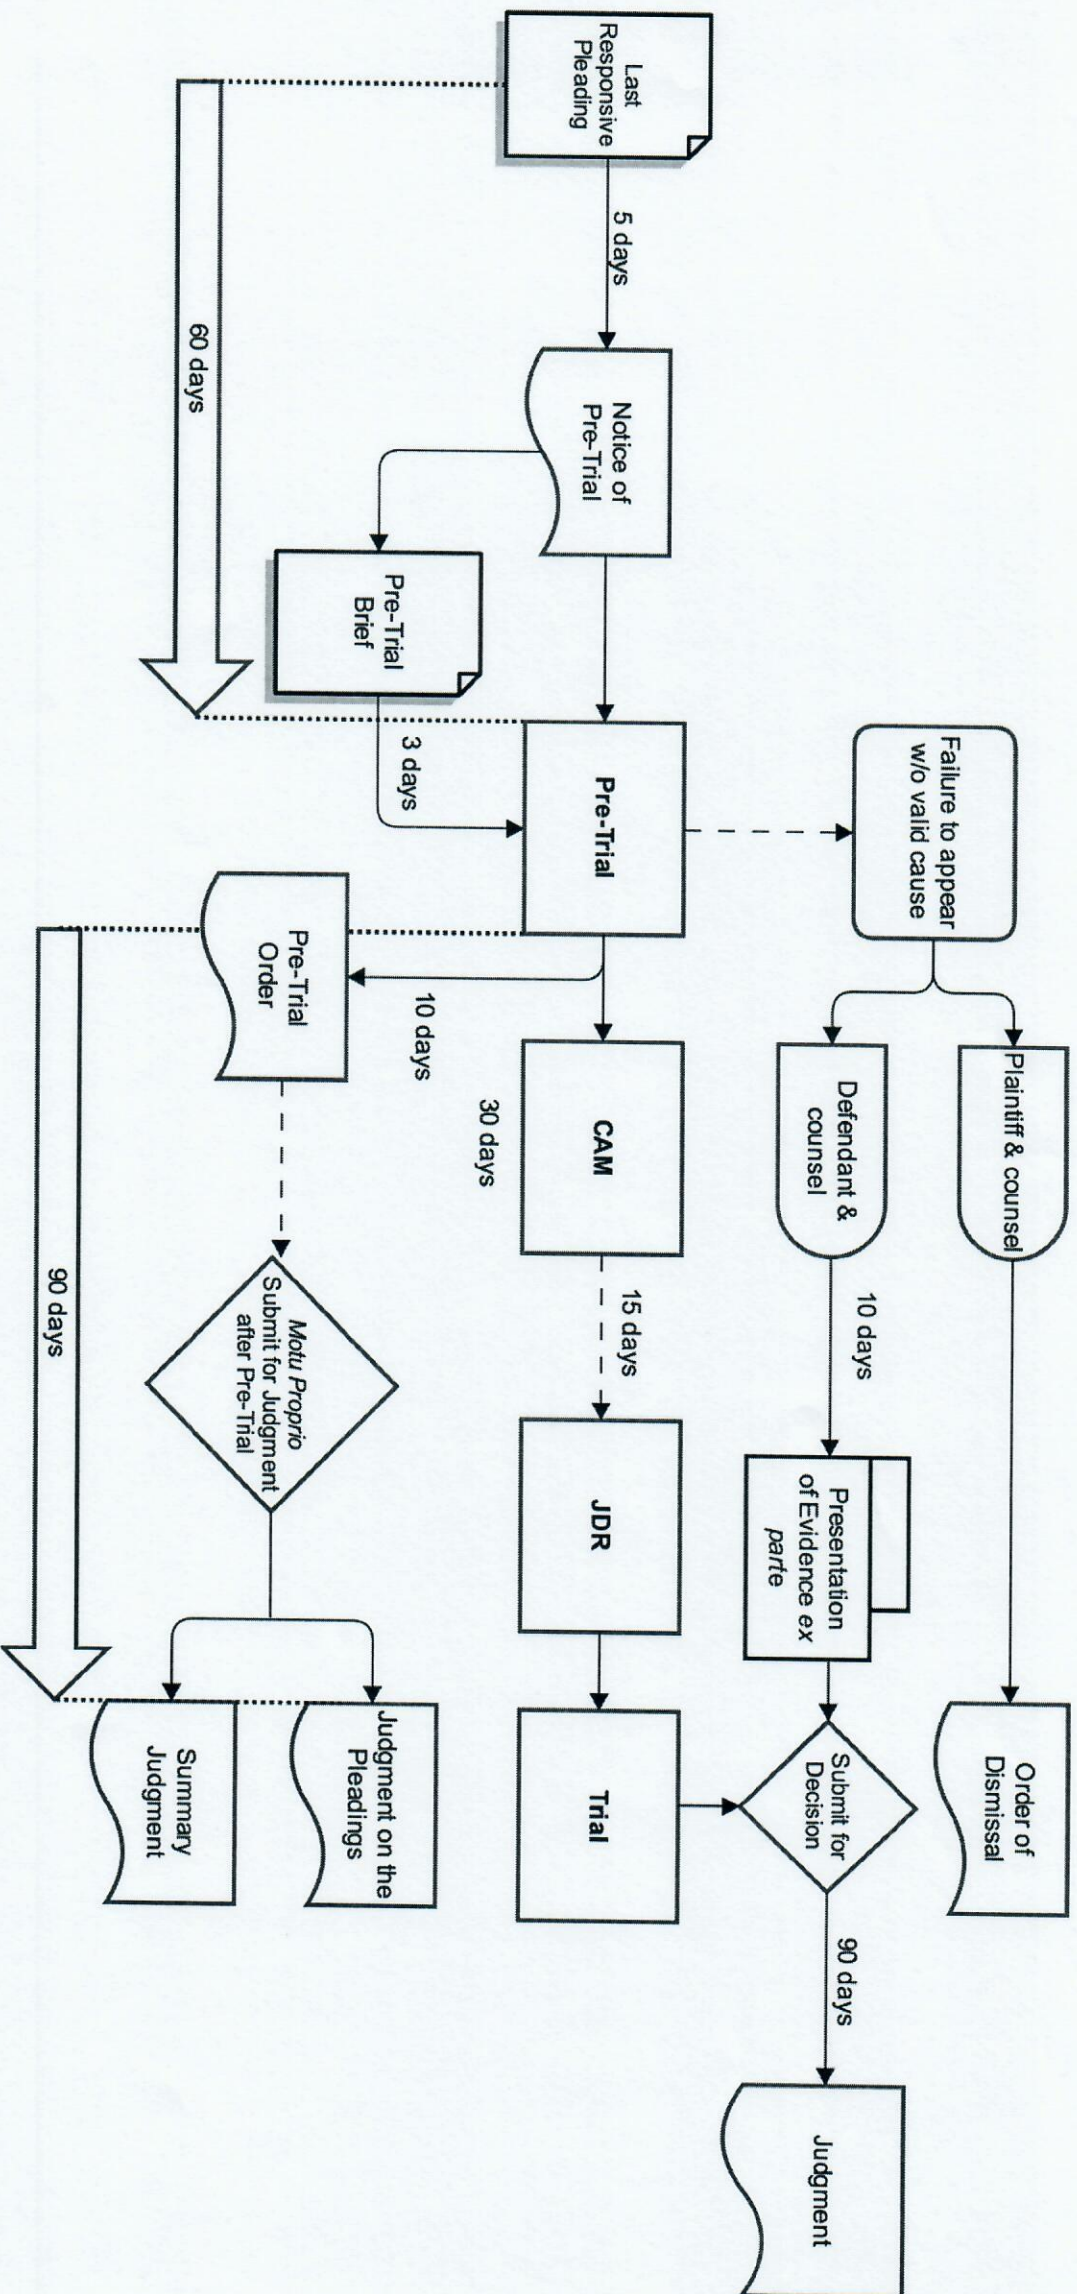 Last
Responsive
Pleading
5 days
Notice of
Pre-Trial
Pre-Trial
Brief
3 days
60 days
Pre-Trial
Failure to appear
w/o valid cause
Plaintiff & counsel
Order of
Dismissal
Defendant &
counsel
10 days
Presentation
of Evidence ex
parte
Submit for
Decision
90 days
Judgment
CAM
30 days
15 days
JDR
Trial
10 days
Pre-Trial
Order
Motu Proprio
Submit for Judgment
after Pre-Trial
Judgment on the
Pleadings
Summary
Judgment
90 days